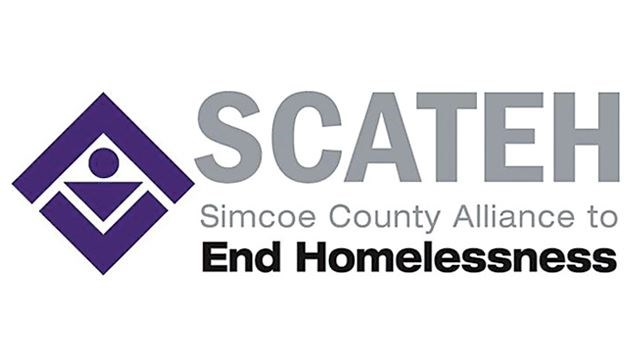 SCATEH
Simcoe County Alliance to
End Homelessness